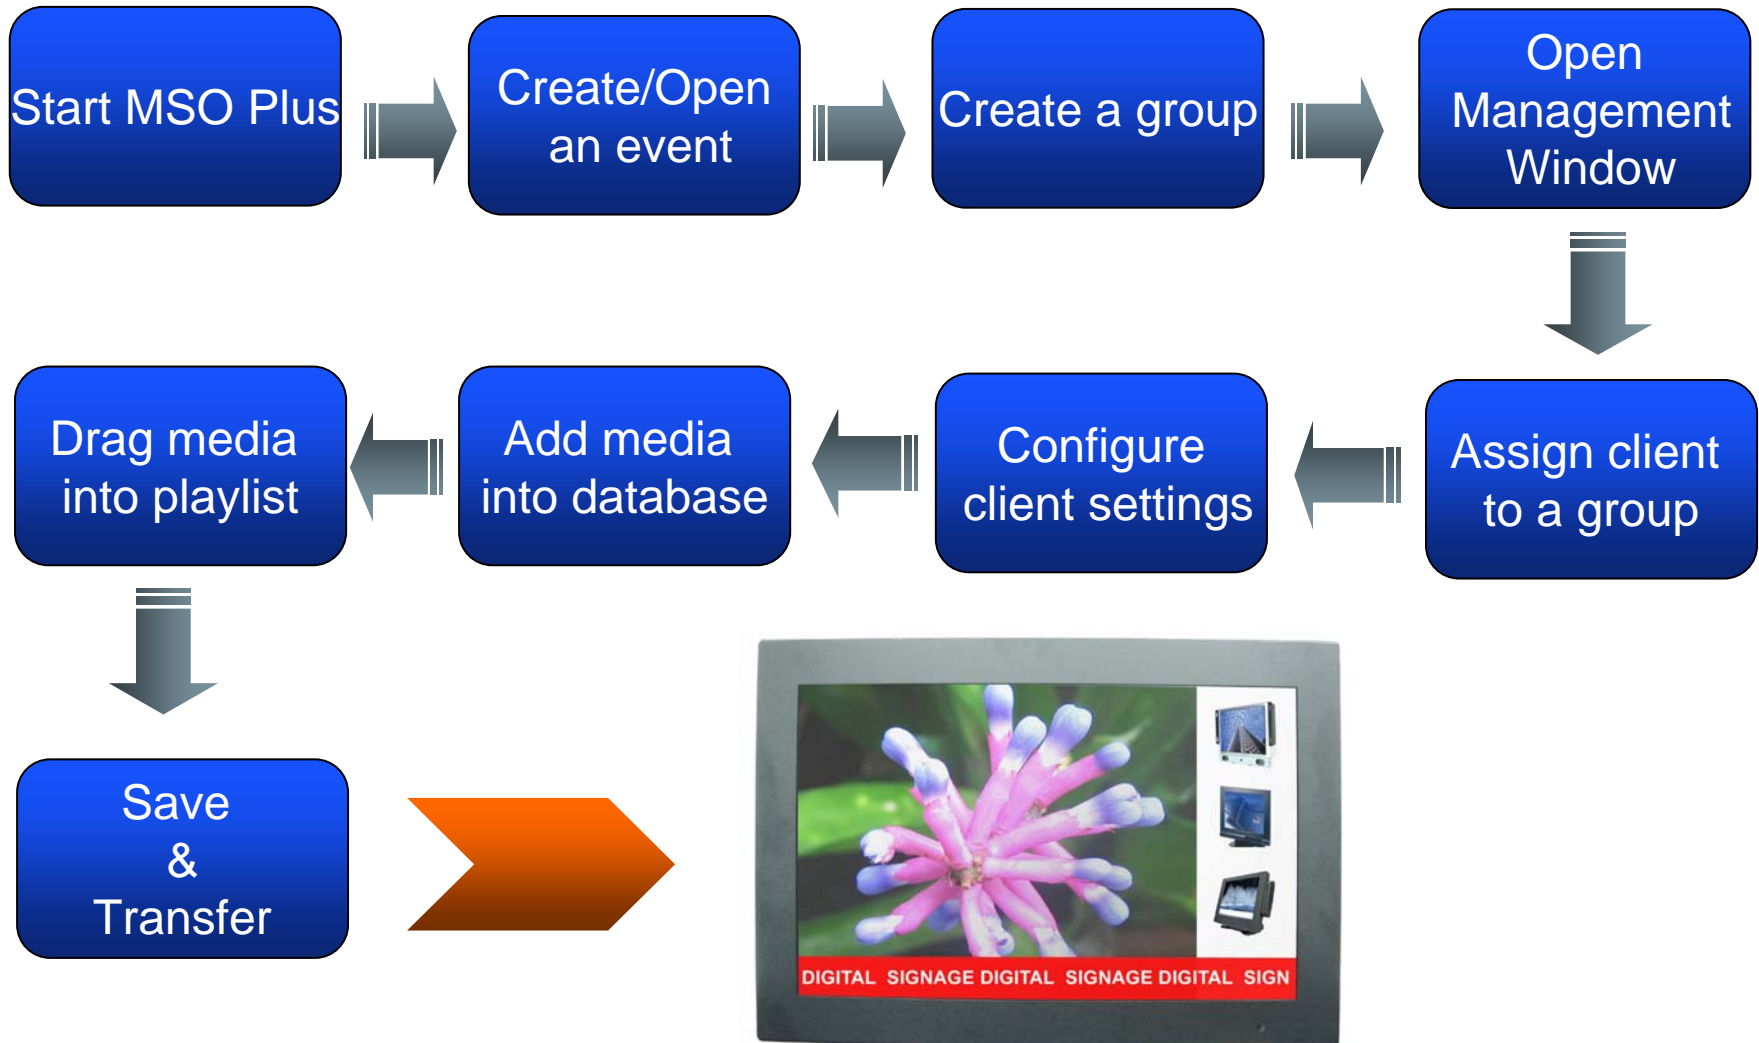 Start MSO Plus
Create/Open
an event
Create a group
Open
Management
Window
Assign client
to a group
Configure
client settings
Add media
into database
Drag media
into playlist
Save
&
Transfer
DIGITAL SIGNAGE DIGITAL SIGNAGE DIGITAL SIGN